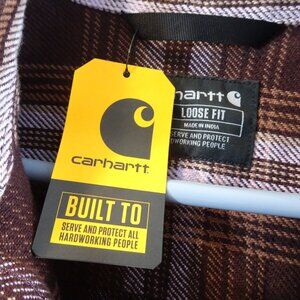 carhartt
BUILT TO
SERVE AND PROTECT ALL
HARDWORKING PEOPLE
hartt
LOOSE FIT
MADE IN INDIA
SERVE AND PROTECT
HARDWORKING PEOPLE